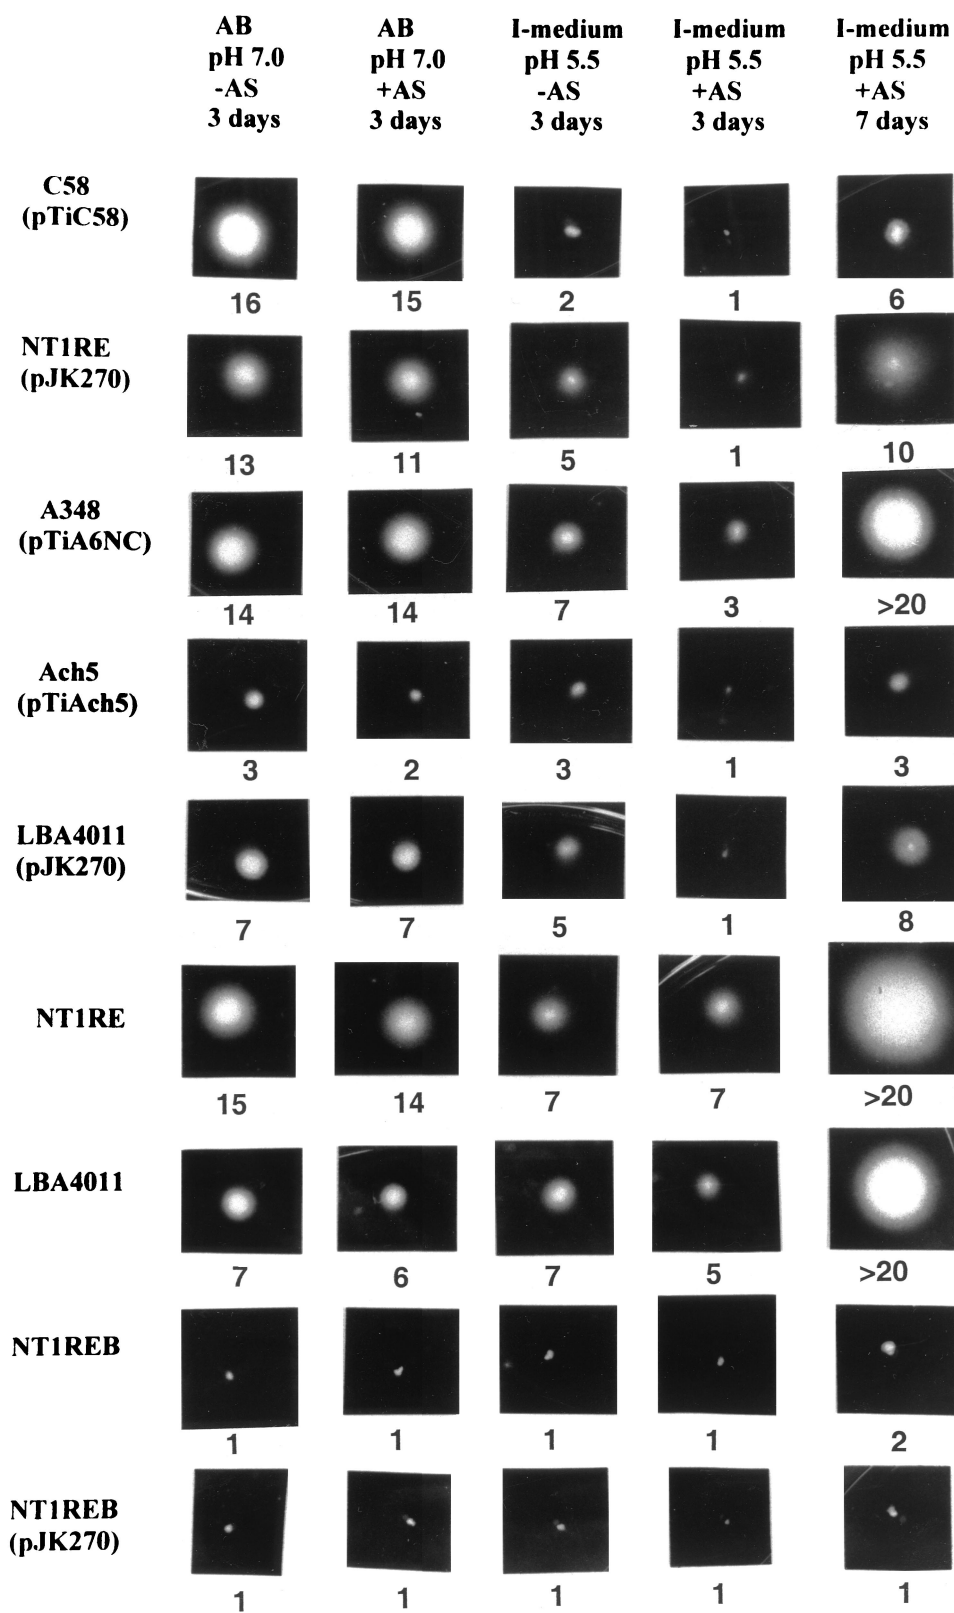 AB AB I-medium I-medium I-medium
pH 7.0 pH 7.0 pH 5.5 pH 5.5 pH 5.5
-AS +AS -AS +AS +AS
3 days 3 days 3 days 3 days 7 days
C58
(pTiC58)
16 15 2 1 6
NT1RE
(pJK270)
13 11 5 1 10
A348
(pTiA6NC)
14 14 7 3 >20
Ach5
(pTiAch5)
3 2 3 1 3
LBA4011
(pJK270)
7 7 5 1 8
NT1RE
15 14 7 7 >20
LBA4011
7 6 7 5 >20
NT1REB
1 1 1 1 2
NT1REB
(pJK270)
1 1 1 1 1